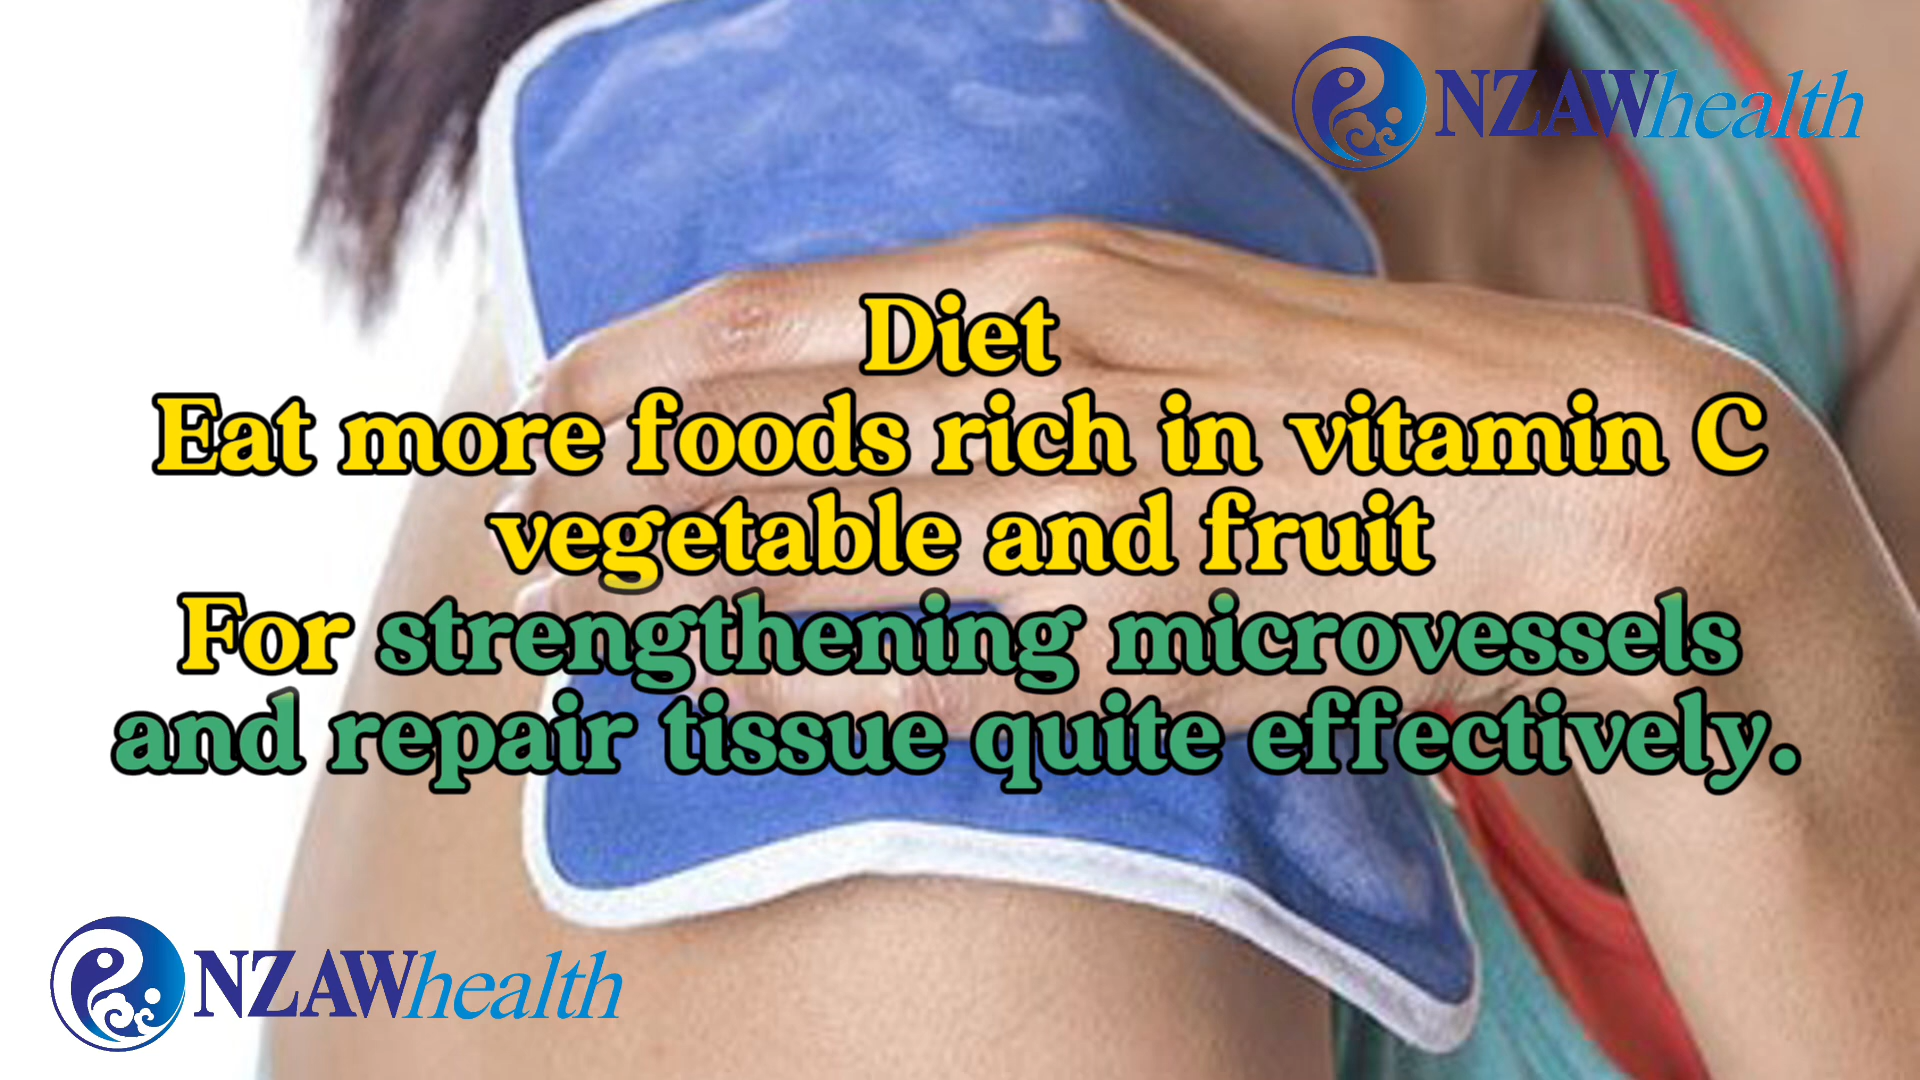 NZAWhealth
Diet
Eat more foods rich in vitamin C
vegetable and fruit
For strengthening microvessels
and repair tissue quite effectively.
NZAWhealth